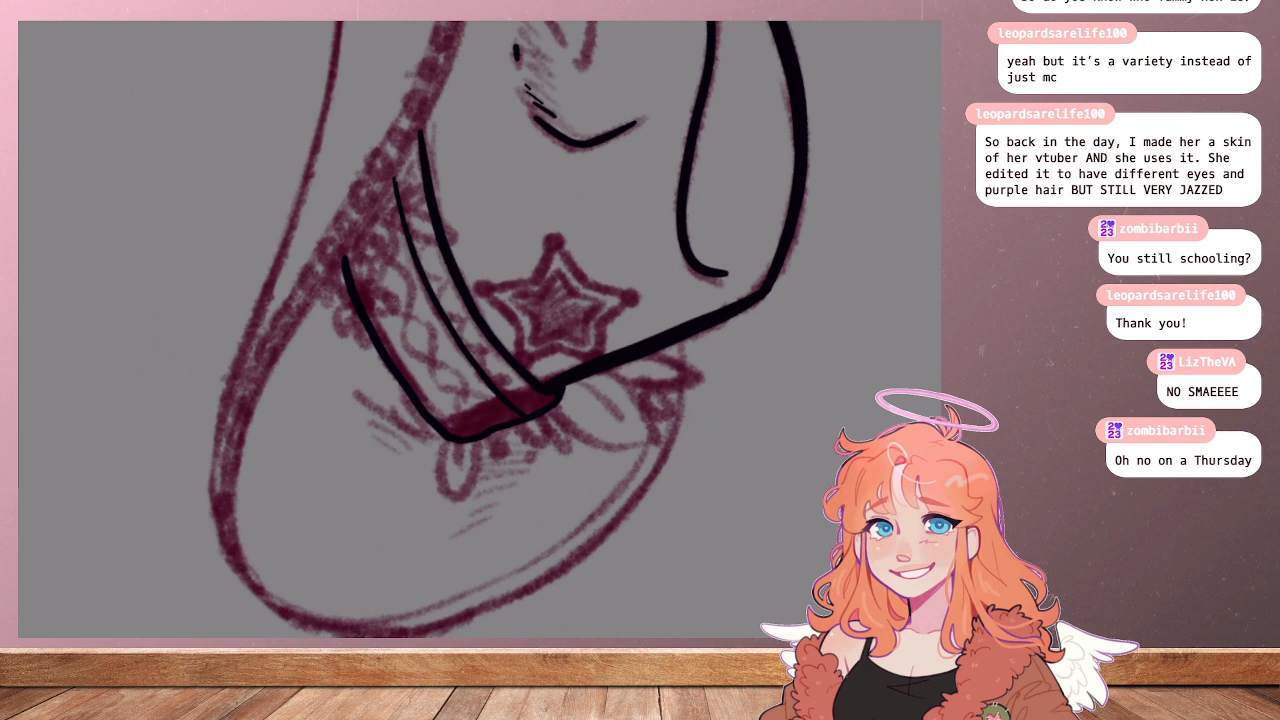 leopardsarelife100
yeah but it's a variety instead of
just mc
leopardsarelife100
So back in the day, I made her a skin
of her vtuber AND she uses it. She
edited it to have different eyes and
purple hair BUT STILL VERY JAZZED
zombibarbii
You still schooling?
leopardsarelife100
Thank you!
LizTheVA
NO SMAEEEE
zombibarbii
Oh no on a Thursday